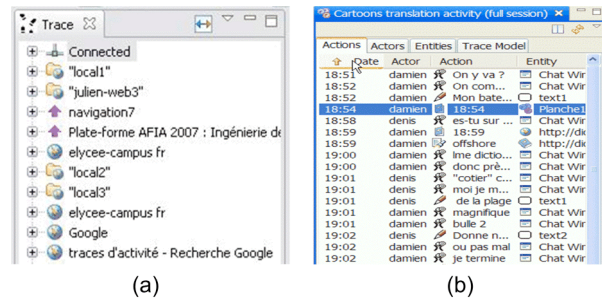 Trace
Connected
"local1"
"julien-web3"
navigation7
Plate-forme AFIA 2007 : Ingénierie de
elycee-campus fr
"local2"
"local3"
elycee-campus fr
Google
traces d'activité - Recherche Google
(a)
Cartoons translation activity (full session)
Actions Actors Entities Trace Model
Date Actor Action Entity
18:51 damien On y va ? Chat Wir
18:52 damien On com... Chat Wir
18:52 damien Mon bate... text1
18:54 damien 18:54 Planche1
18:58 denis es-tu sur ... Chat Wir
18:59 damien 18:59 http://dic
18:59 damien offshore http://dic
19:00 damien lme dictio... Chat Wir
19:00 damien donc prè... Chat Wir
19:01 denis "cotier" c... Chat Wir
19:01 denis moi je m... Chat Wir
19:01 denis de la plage text1
19:01 damien magnifique Chat Wir
19:01 damien bulle 2 Chat Wir
19:02 denis Donne n... text2
19:02 damien ou pas mal Chat Wir
19:02 damien je termine Chat Wir
(b)